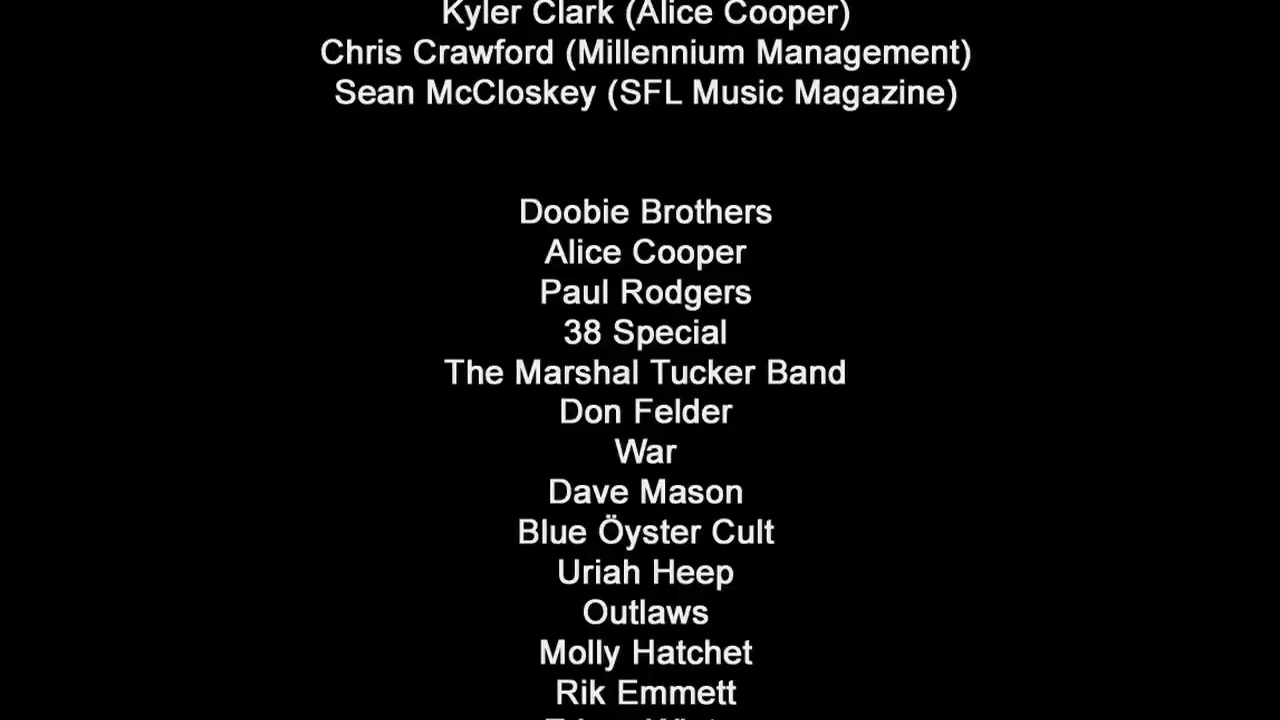 Kyler Clark (Alice Cooper)
Chris Crawford (Millennium Management)
Sean McCloskey (SFL Music Magazine)
Doobie Brothers
Alice Cooper
Paul Rodgers
38 Special
The Marshal Tucker Band
Don Felder
War
Dave Mason
Blue Öyster Cult
Uriah Heep
Outlaws
Molly Hatchet
Rik Emmett